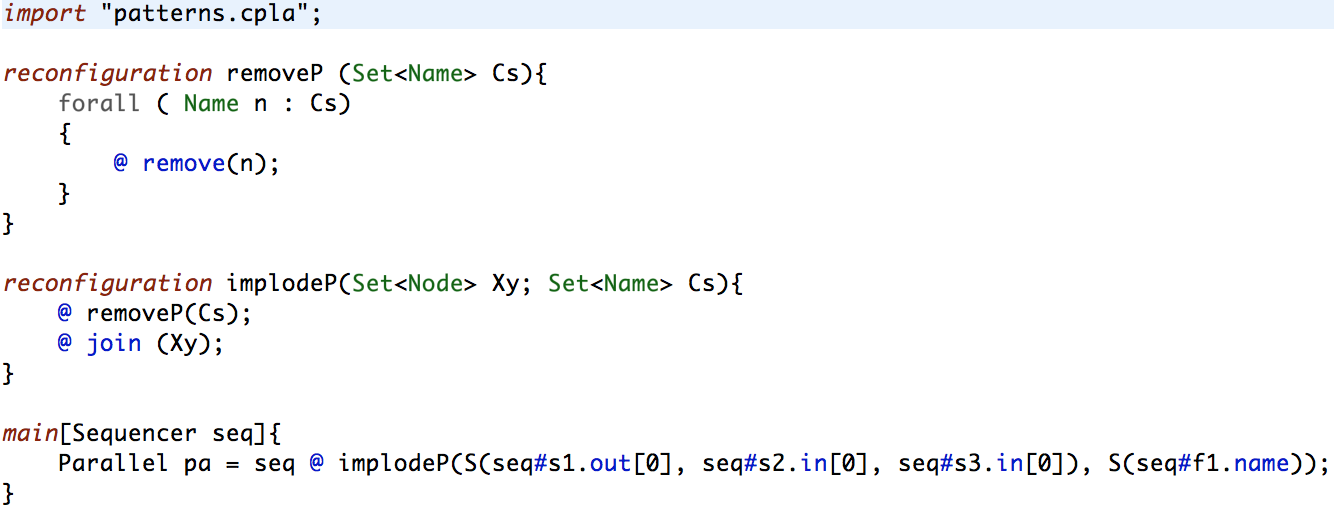 import "patterns.cpla";
reconfiguration removeP (Set<Name> Cs){
    forall ( Name n : Cs)
    {
        @ remove(n);
    }
}
reconfiguration implodeP(Set<Node> Xy; Set<Name> Cs){
    @ removeP(Cs);
    @ join (Xy);
}
main[Sequencer seq]{
    Parallel pa = seq @ implodeP(S(seq#s1.out[0], seq#s2.in[0], seq#s3.in[0]), S(seq#f1.name));
}